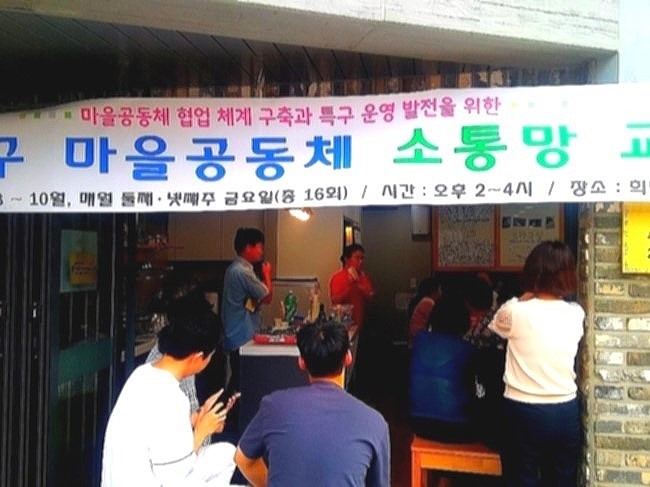 마을공동체 협업 체계 구축과 특구 운영 발전을 위한
구 마을공동체 소통망 교
~ 10월, 매월 둘째·넷째주 금요일(총 16회) / 시간 : 오후 2~4시 / 장소 : 희